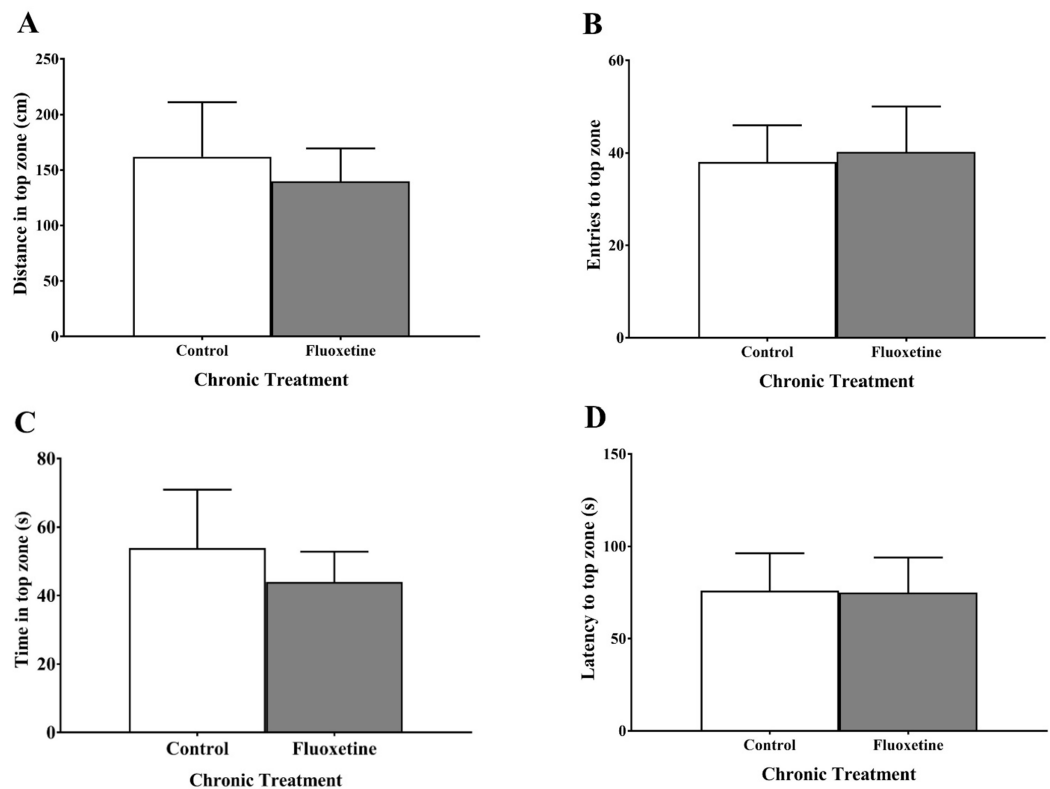 A
Distance in top zone (cm)
250
200
150
100
50
0
Control Fluoxetine
Chronic Treatment
B
Entries to top zone
60
40
20
0
Control Fluoxetine
Chronic Treatment
C
Time in top zone (s)
80
60
40
20
0
Control Fluoxetine
Chronic Treatment
D
Latency to top zone (s)
150
100
50
0
Control Fluoxetine
Chronic Treatment